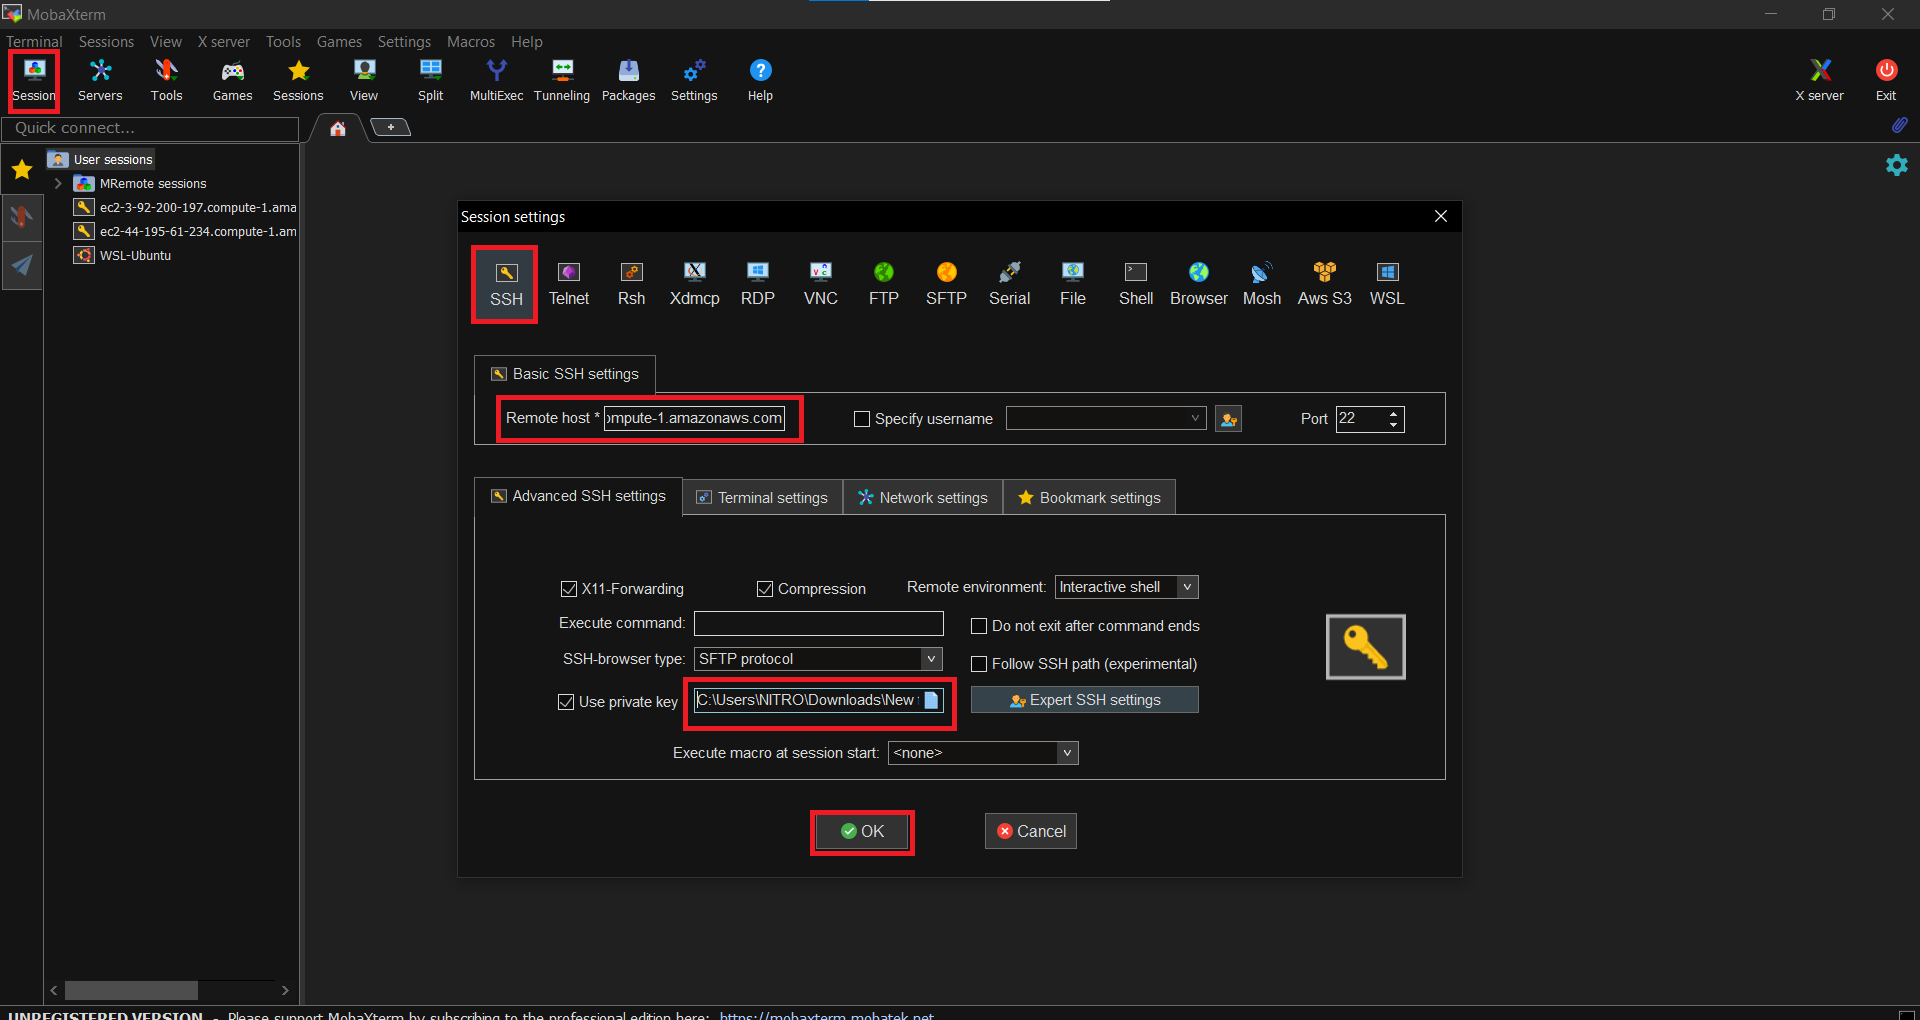 MobaXterm
Terminal Sessions View X server Tools Games Settings Macros Help
Session Servers Tools Games Sessions View Split MultiExec Tunneling Packages Settings Help X server Exit
Quick connect...
User sessions
MRemote sessions
ec2-3-92-200-197.compute-1.ama
ec2-44-195-61-234.compute-1.am
WSL-Ubuntu
Session settings
SSH Telnet Rsh Xdmcp RDP VNC FTP SFTP Serial File Shell Browser Mosh Aws S3 WSL
Basic SSH settings
Remote host * ompute-1.amazonaws.com Specify username Port 22
Advanced SSH settings Terminal settings Network settings Bookmark settings
X11-Forwarding Compression Remote environment: Interactive shell
Execute command: Do not exit after command ends
SSH-browser type: SFTP protocol Follow SSH path (experimental)
Use private key C:\Users\NITRO\Downloads\New Expert SSH settings
Execute macro at session start: <none>
OK Cancel
UNREGISTERED VERSION - Please support MobaXterm by subscribing to the professional edition here: https://mobaxterm.mobatek.net